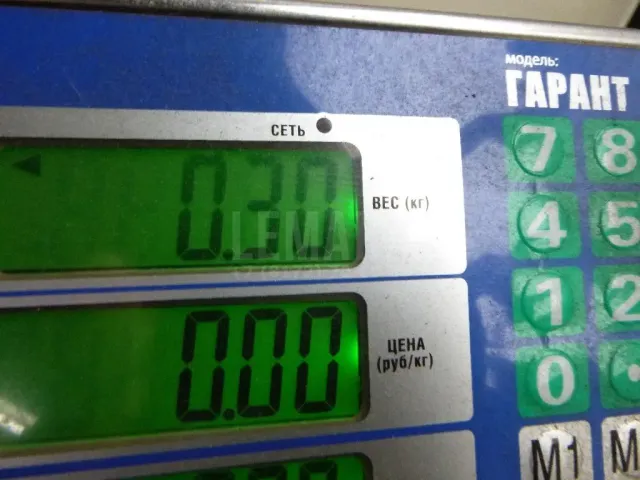 модель:
ГАРАНТ
СЕТЬ
0.30
ВЕС (кг)
LEMA
0.00
ЦЕНА
(руб/кг)
7 8
4 5
1 2
0 .
M1 M